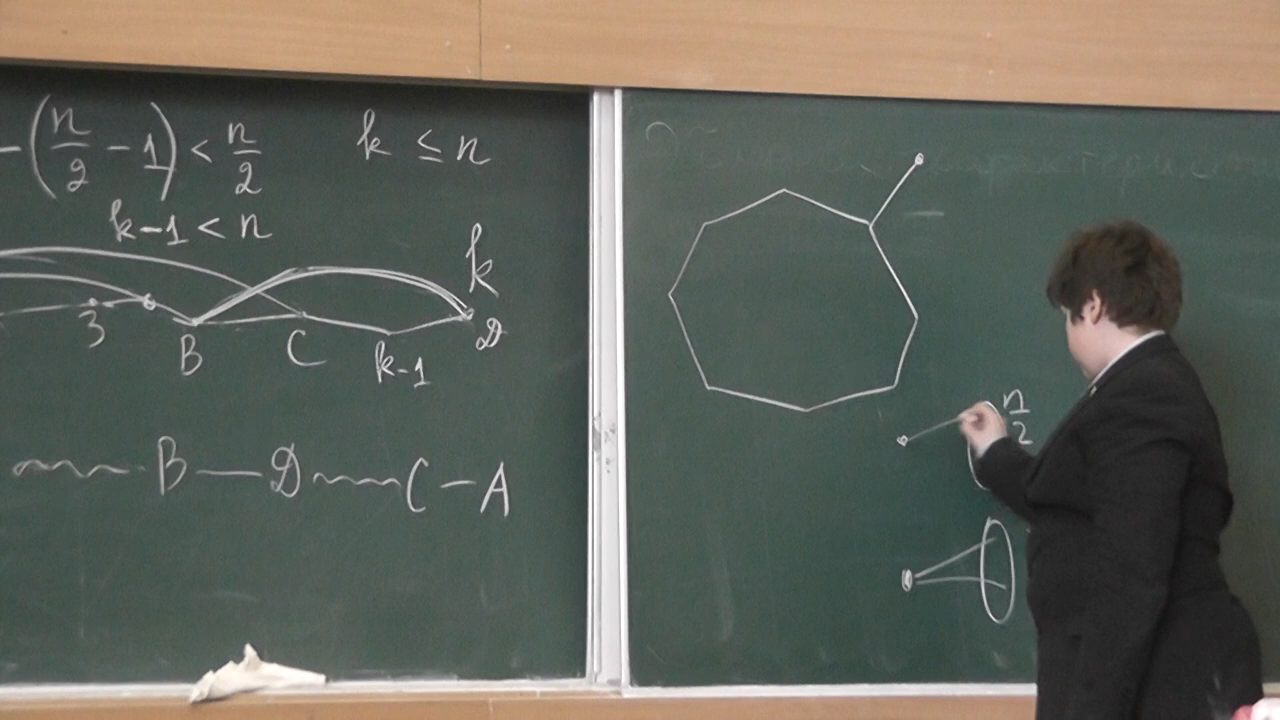 -(n/2 - 1) < n/2 k ≤ n
k-1 < n
k
3 B C k-1 D
B — D ~~~ C - A
n/2